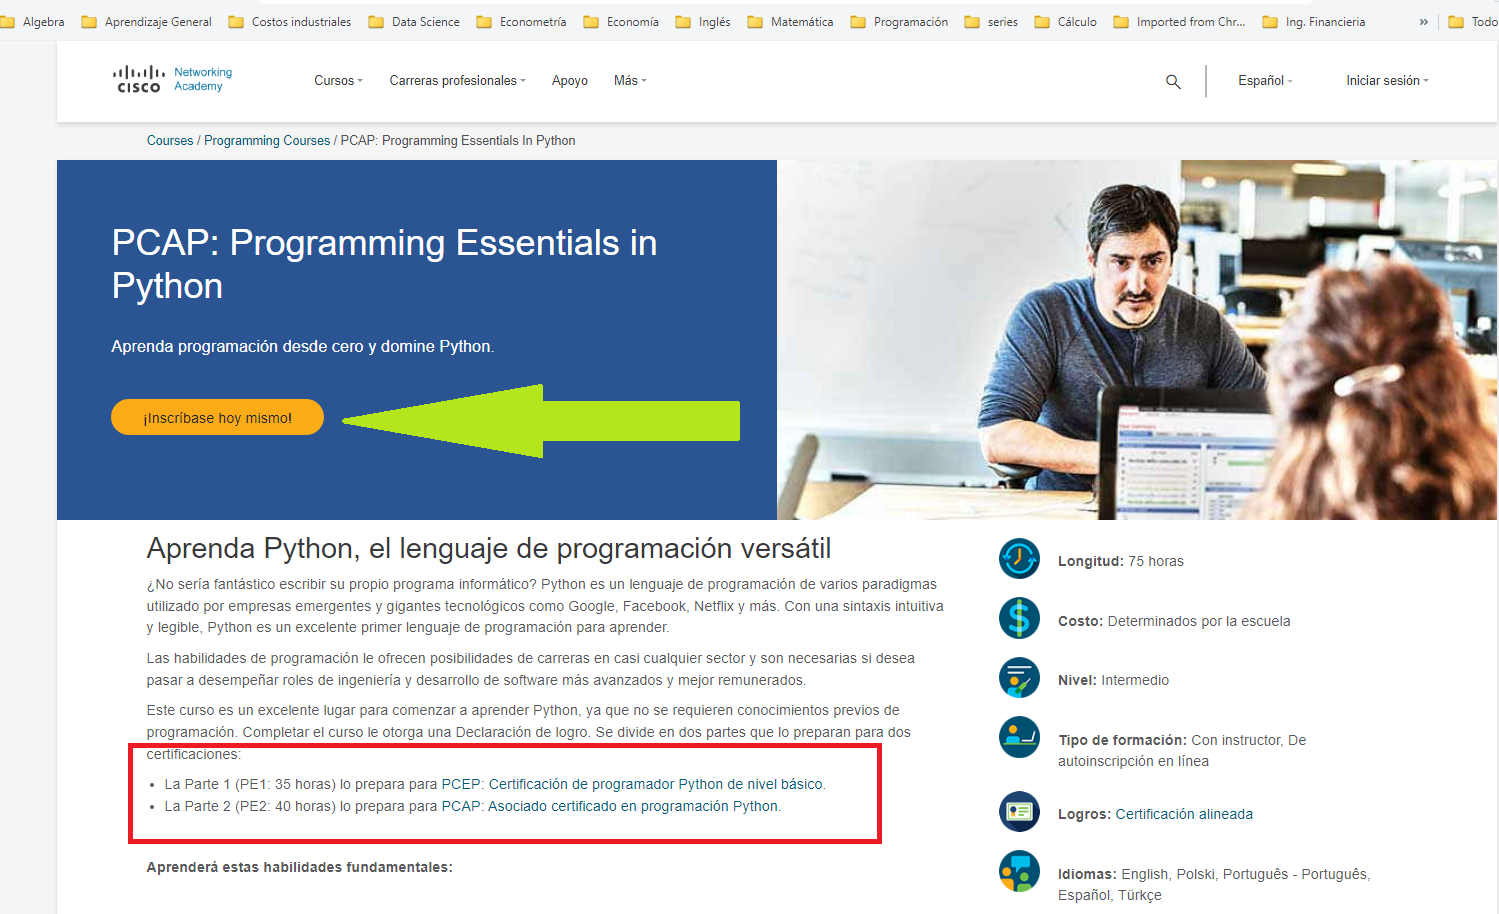 Algebra Aprendizaje General Costos industriales Data Science Econometría Economía Inglés Matemática Programación series Cálculo Imported from Chr... Ing. Financieria » Todo
cisco Networking Academy
Cursos Carreras profesionales Apoyo Más Español Iniciar sesión
Courses / Programming Courses / PCAP: Programming Essentials In Python
PCAP: Programming Essentials in
Python
Aprenda programación desde cero y domine Python.
¡Inscríbase hoy mismo!
Aprenda Python, el lenguaje de programación versátil
¿No sería fantástico escribir su propio programa informático? Python es un lenguaje de programación de varios paradigmas
utilizado por empresas emergentes y gigantes tecnológicos como Google, Facebook, Netflix y más. Con una sintaxis intuitiva
y legible, Python es un excelente primer lenguaje de programación para aprender.
Las habilidades de programación le ofrecen posibilidades de carreras en casi cualquier sector y son necesarias si desea
pasar a desempeñar roles de ingeniería y desarrollo de software más avanzados y mejor remunerados.
Este curso es un excelente lugar para comenzar a aprender Python, ya que no se requieren conocimientos previos de
programación. Completar el curso le otorga una Declaración de logro. Se divide en dos partes que lo preparan para dos
certificaciones:
• La Parte 1 (PE1: 35 horas) lo prepara para PCEP: Certificación de programador Python de nivel básico.
• La Parte 2 (PE2: 40 horas) lo prepara para PCAP: Asociado certificado en programación Python.
Aprenderá estas habilidades fundamentales:
Longitud: 75 horas
Costo: Determinados por la escuela
Nivel: Intermedio
Tipo de formación: Con instructor, De
autoinscripción en línea
Logros: Certificación alineada
Idiomas: English, Polski, Português - Português,
Español, Türkçe